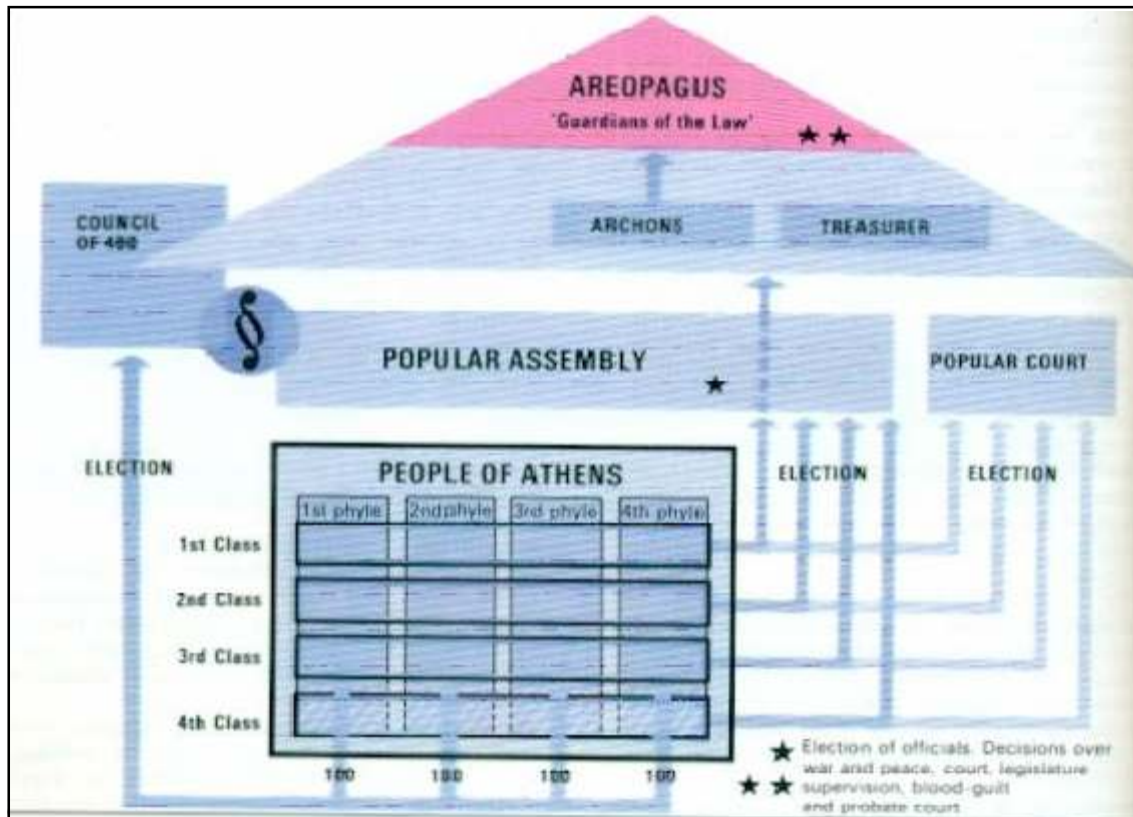 AREOPAGUS
'Guardians of the Law'
★ ★
COUNCIL
OF 400
ARCHONS
TREASURER
§
POPULAR ASSEMBLY
★
POPULAR COURT
ELECTION
PEOPLE OF ATHENS
ELECTION
ELECTION
1st phyle
2nd phyle
3rd phyle
4th phyle
1st Class
2nd Class
3rd Class
4th Class
100
100
100
100
★ Election of officials. Decisions over
war and peace, court, legislature
★ ★ supervision, blood-guilt
and probate court